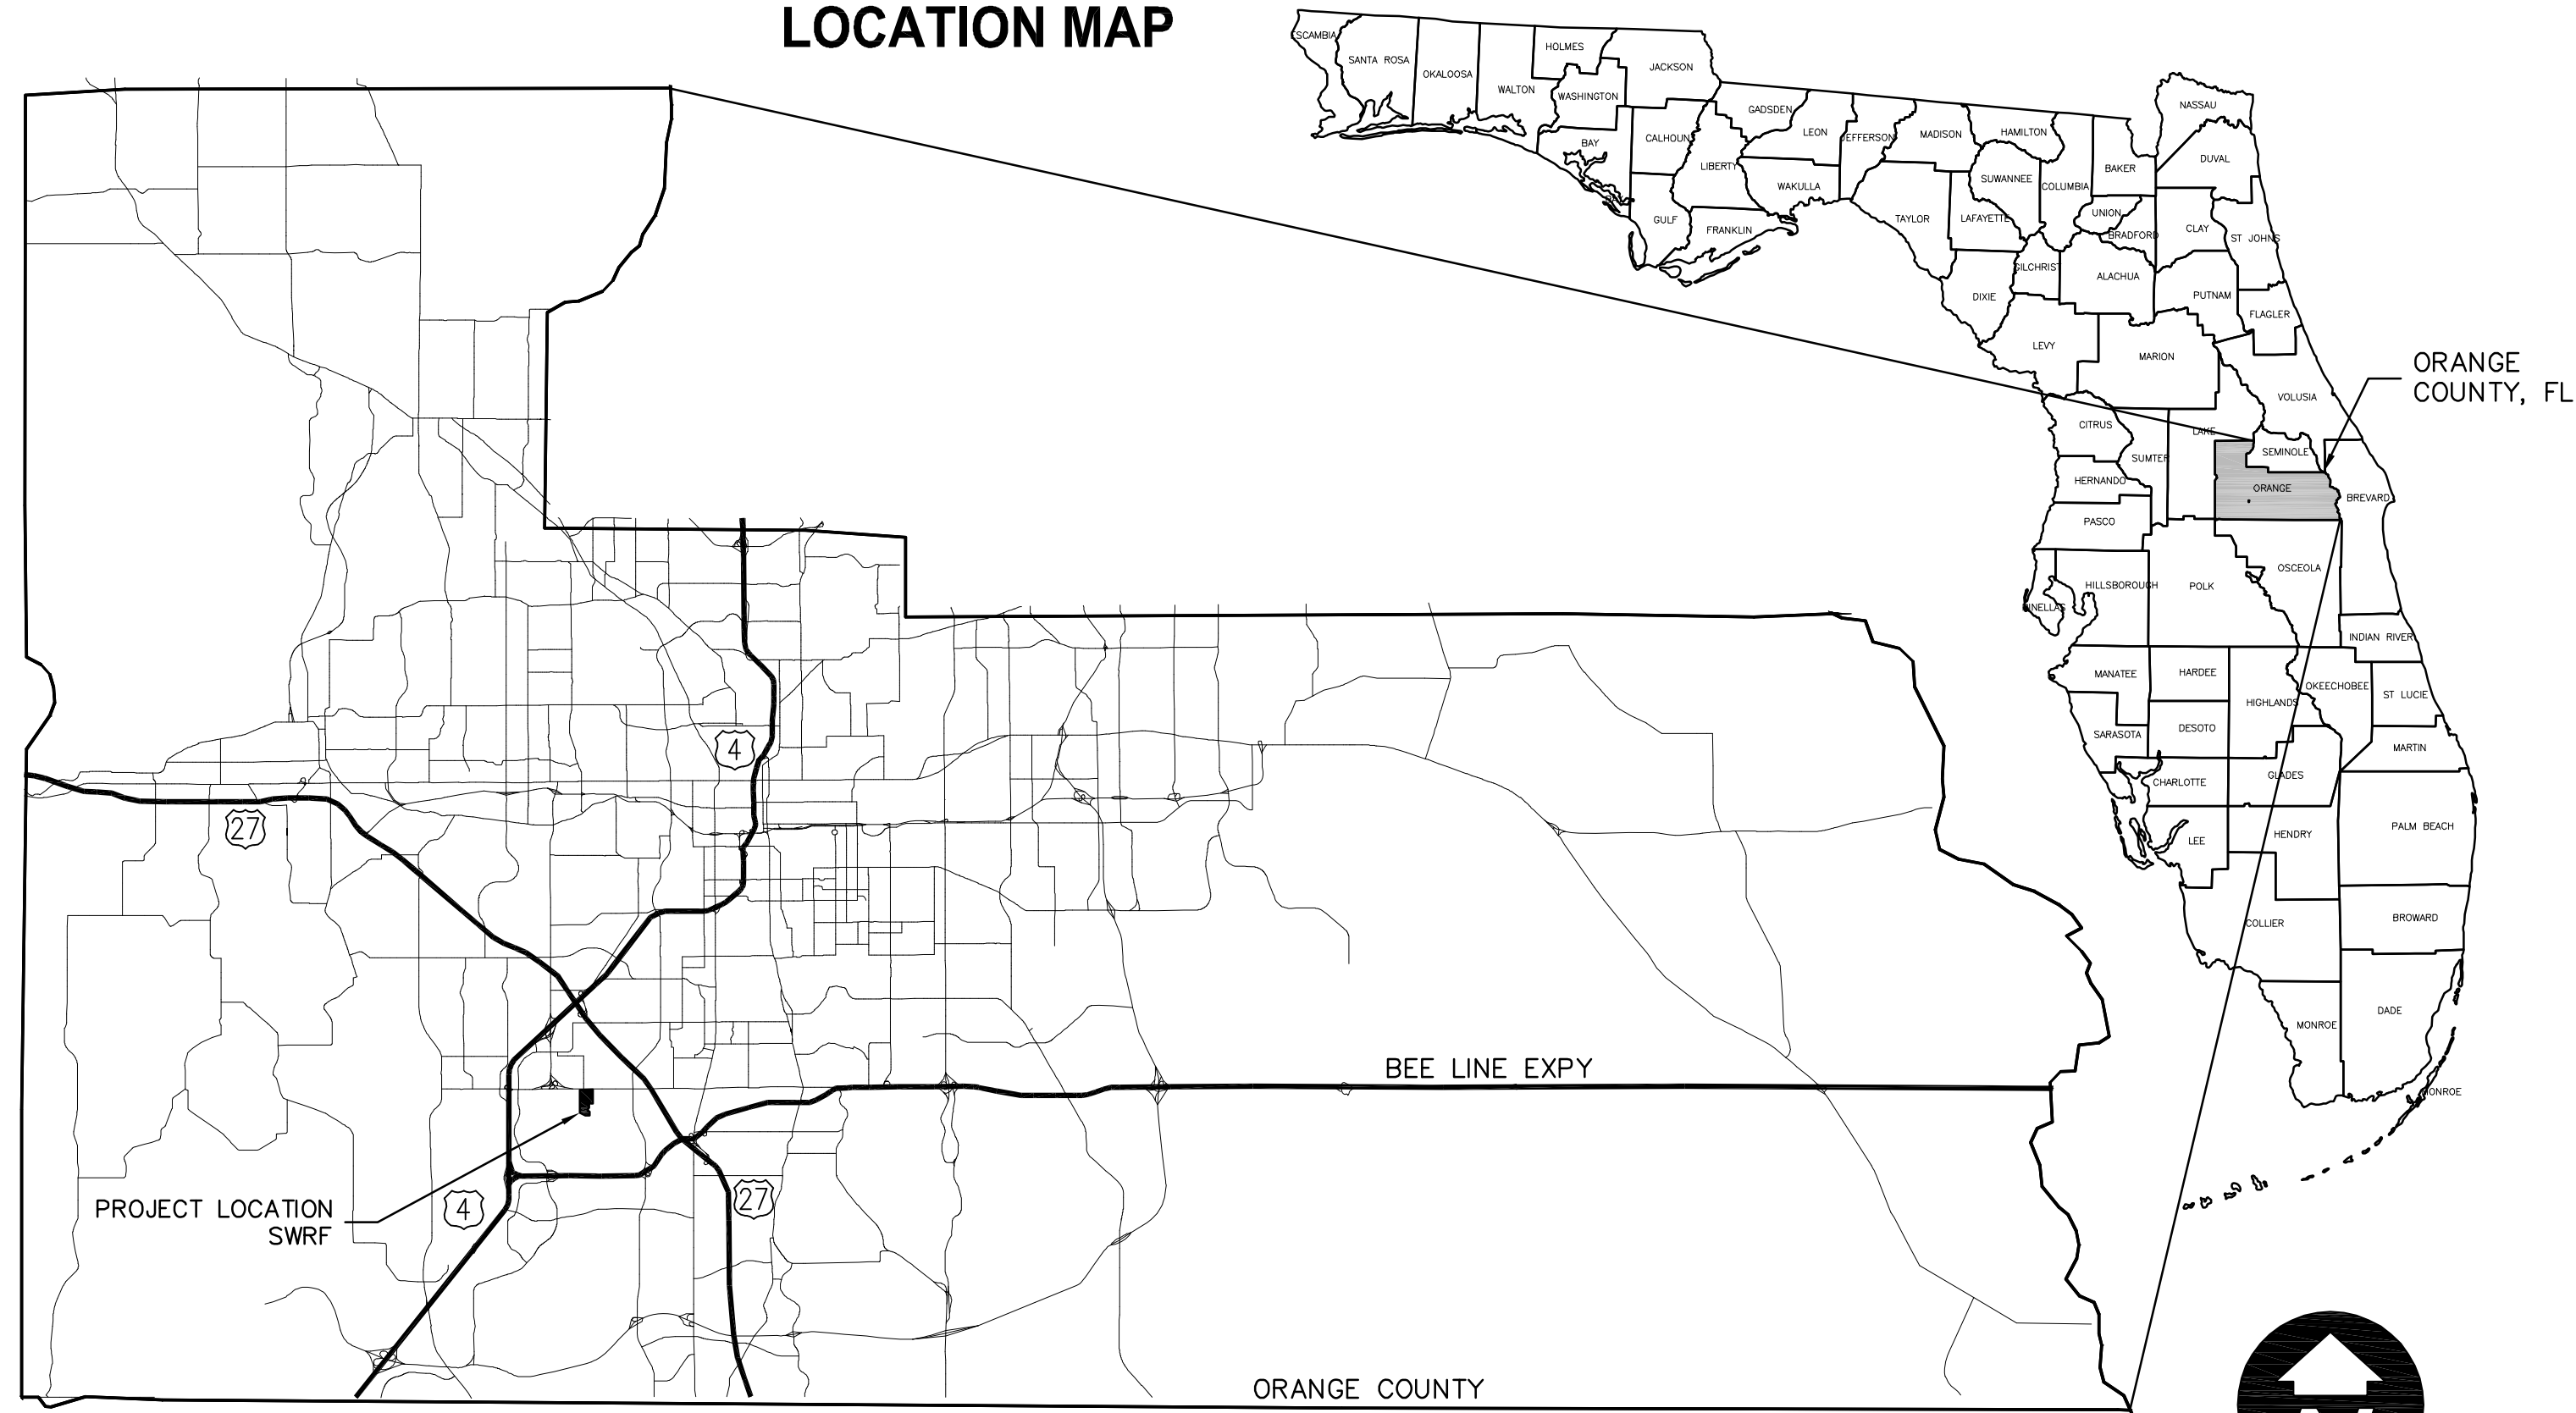 LOCATION MAP
ESCAMBIA
SANTA ROSA
OKALOOSA
WALTON
HOLMES
WASHINGTON
JACKSON
BAY
CALHOUN
GULF
LIBERTY
GADSDEN
FRANKLIN
LEON
WAKULLA
JEFFERSON
MADISON
TAYLOR
HAMILTON
SUWANNEE
LAFAYETTE
DIXIE
COLUMBIA
GILCHRIST
LEVY
BAKER
UNION
BRADFORD
ALACHUA
MARION
NASSAU
DUVAL
CLAY
ST JOHNS
PUTNAM
FLAGLER
VOLUSIA
ORANGE
COUNTY, FL
CITRUS
SUMTER
LAKE
SEMINOLE
HERNANDO
ORANGE
BREVARD
PASCO
OSCEOLA
HILLSBOROUGH
POLK
PINELLAS
INDIAN RIVER
MANATEE
HARDEE
OKEECHOBEE
HIGHLANDS
ST LUCIE
SARASOTA
DESOTO
MARTIN
CHARLOTTE
GLADES
LEE
HENDRY
PALM BEACH
COLLIER
BROWARD
MONROE
DADE
MONROE
4
27
BEE LINE EXPY
PROJECT LOCATION
SWRF
4
27
ORANGE COUNTY